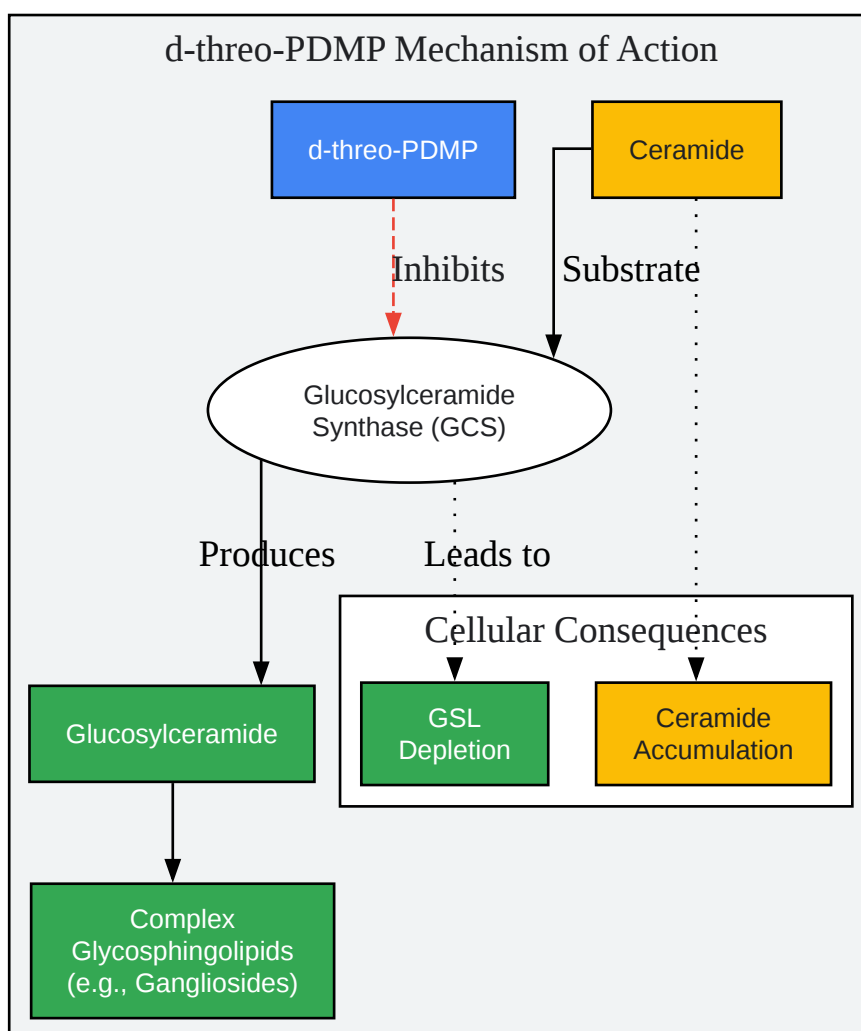 d-threo-PDMP Mechanism of Action
d-threo-PDMP
Ceramide
Inhibits
Substrate
Glucosylceramide
Synthase (GCS)
Produces
Leads to
Cellular Consequences
Glucosylceramide
GSL
Depletion
Ceramide
Accumulation
Complex
Glycosphingolipids
(e.g., Gangliosides)